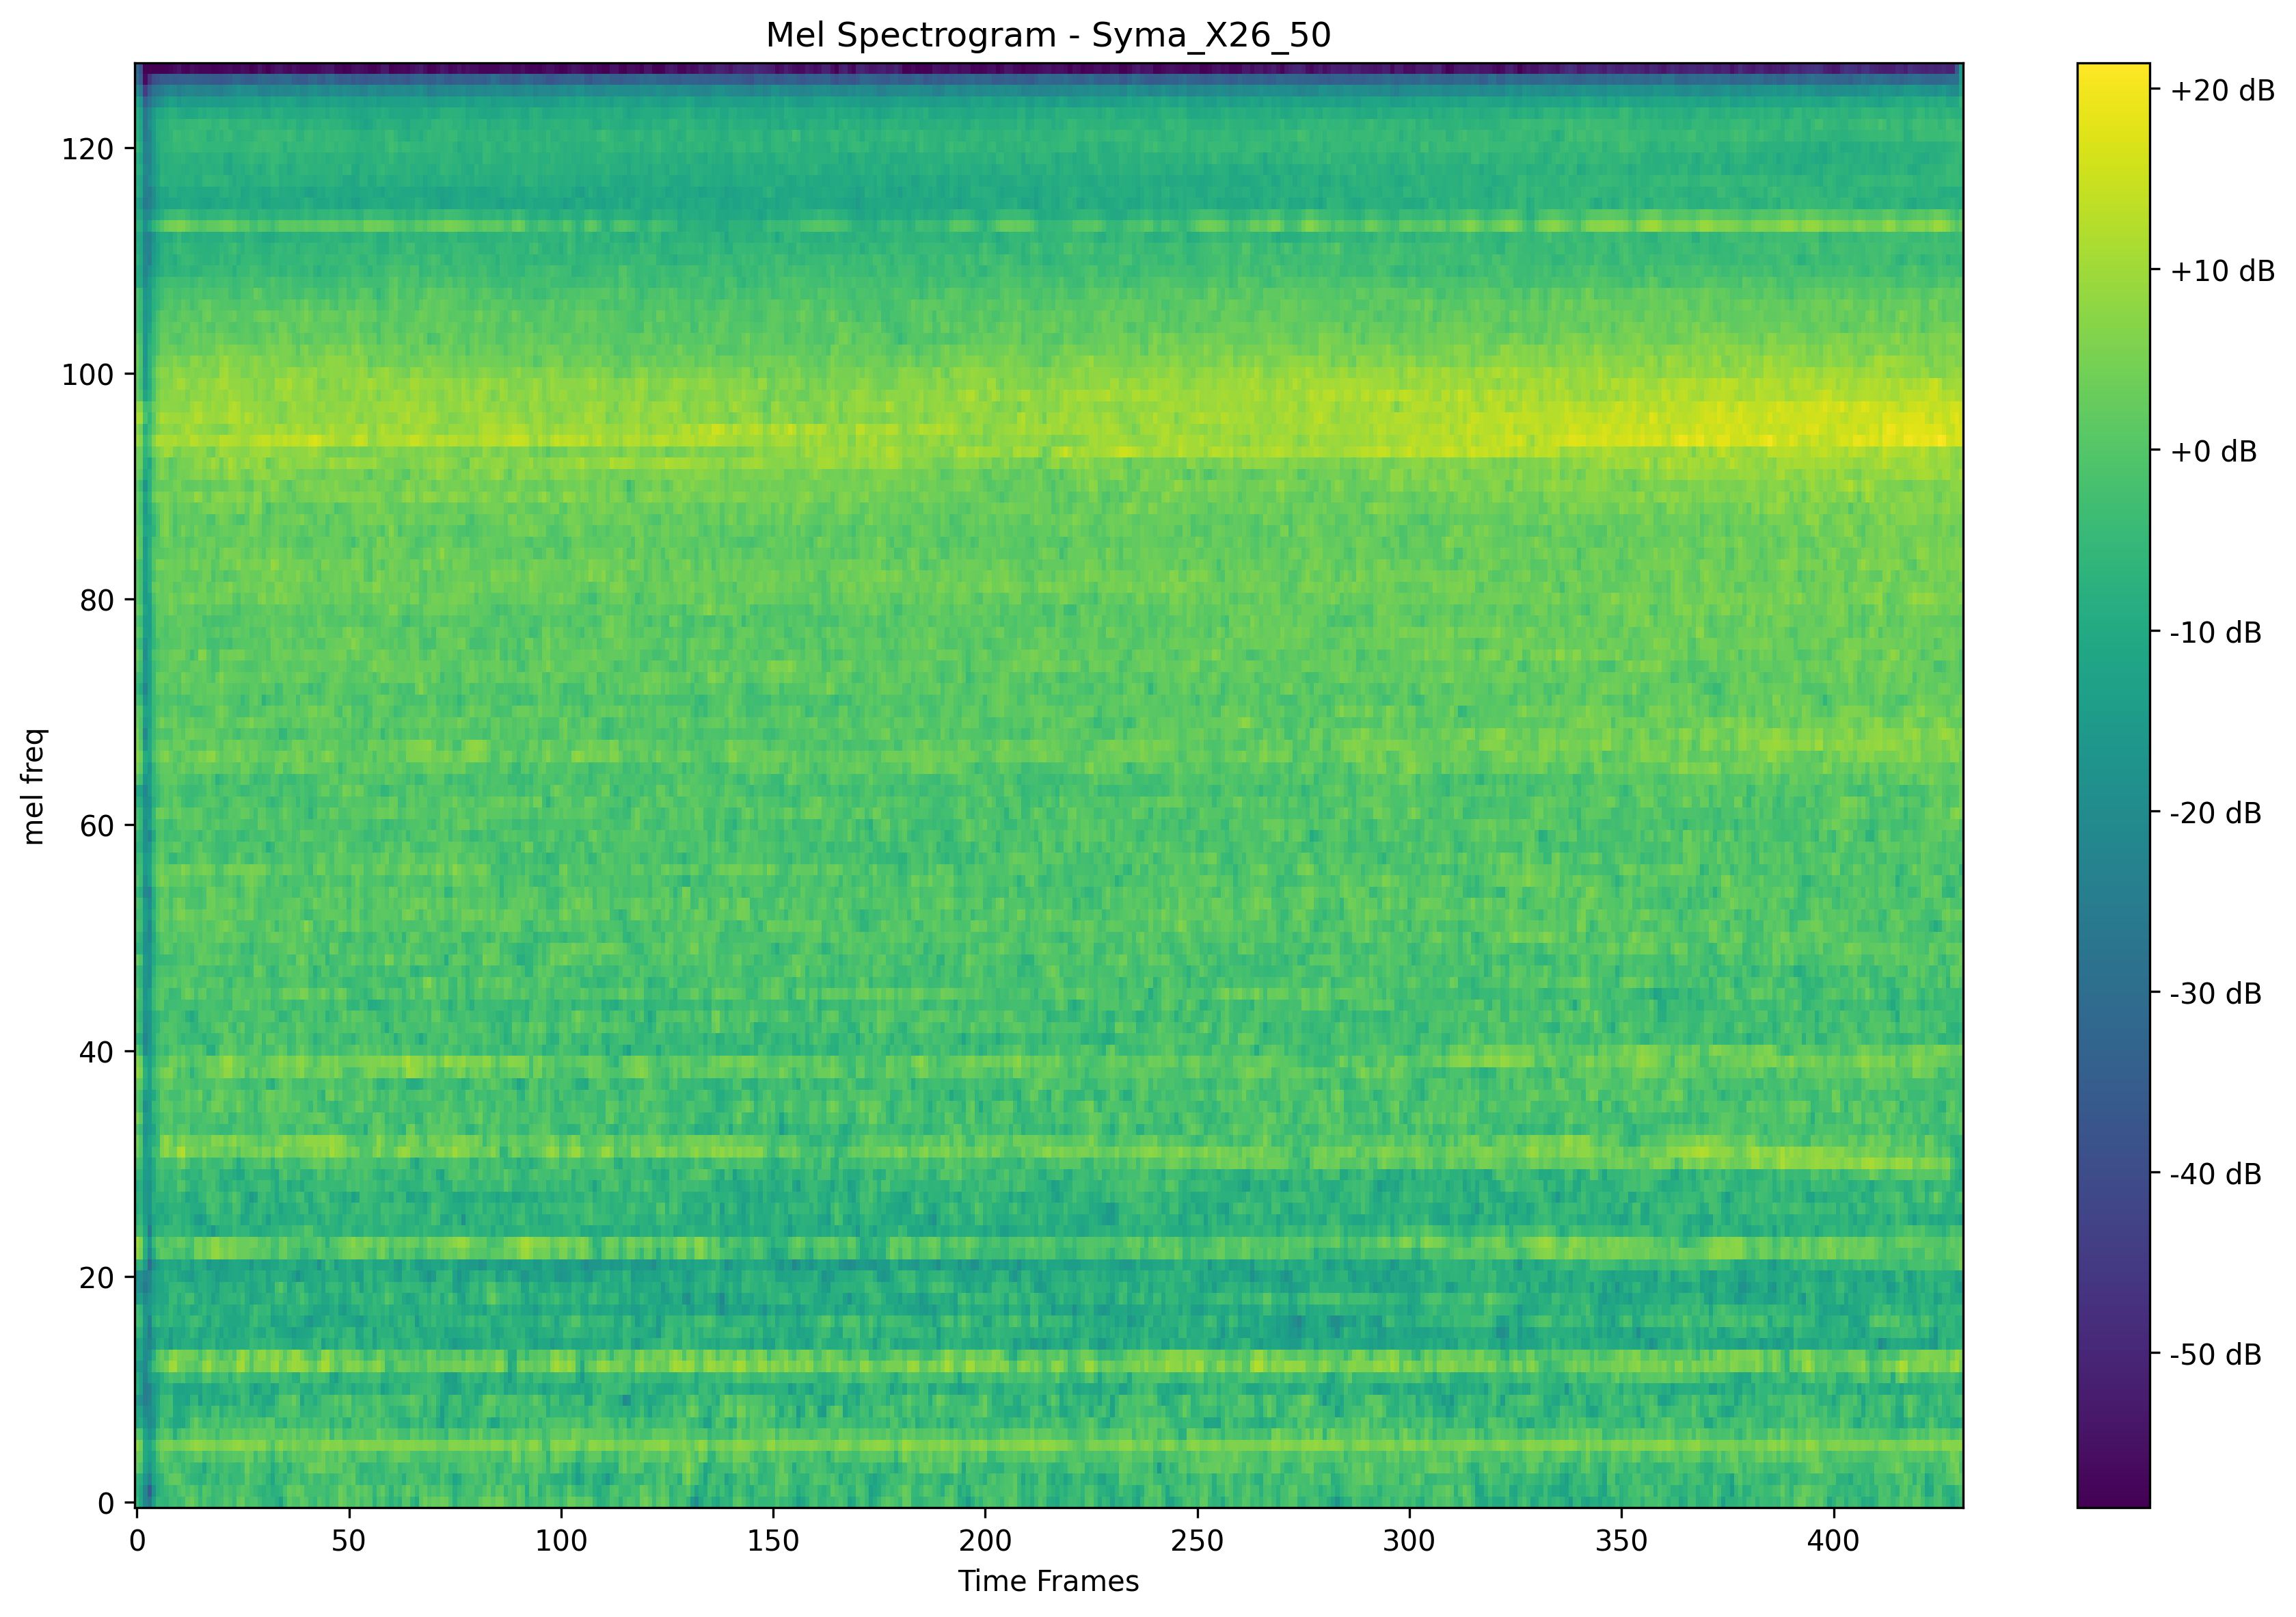 Mel Spectrogram - Syma_X26_50
mel freq
120
100
80
60
40
20
0
0 50 100 150 200 250 300 350 400
Time Frames
+20 dB
+10 dB
+0 dB
-10 dB
-20 dB
-30 dB
-40 dB
-50 dB